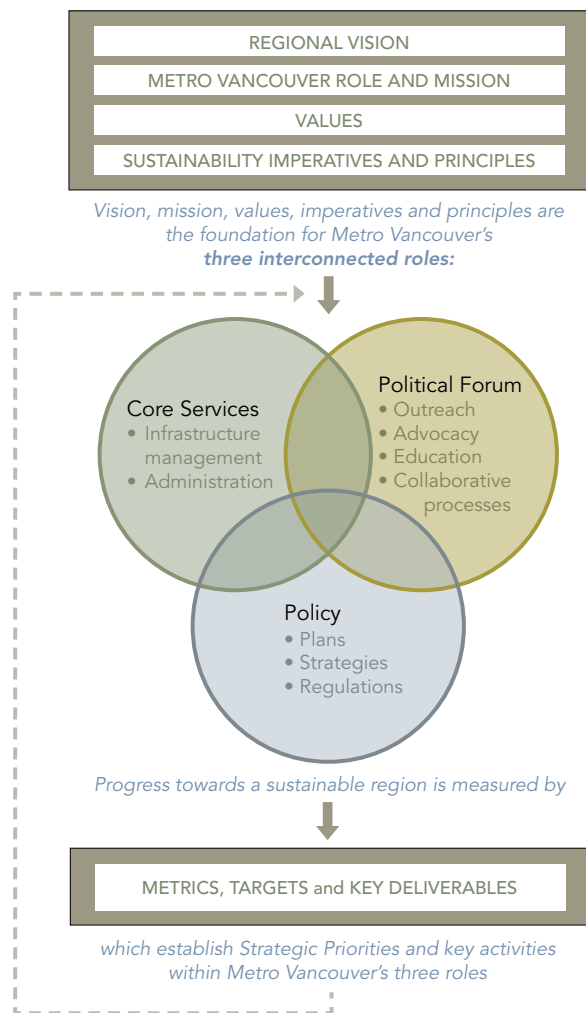 REGIONAL VISION
METRO VANCOUVER ROLE AND MISSION
VALUES
SUSTAINABILITY IMPERATIVES AND PRINCIPLES
Vision, mission, values, imperatives and principles are
the foundation for Metro Vancouver's
three interconnected roles:
Core Services
• Infrastructure
management
• Administration
Political Forum
• Outreach
• Advocacy
• Education
• Collaborative
processes
Policy
• Plans
• Strategies
• Regulations
Progress towards a sustainable region is measured by
METRICS, TARGETS and KEY DELIVERABLES
which establish Strategic Priorities and key activities
within Metro Vancouver's three roles